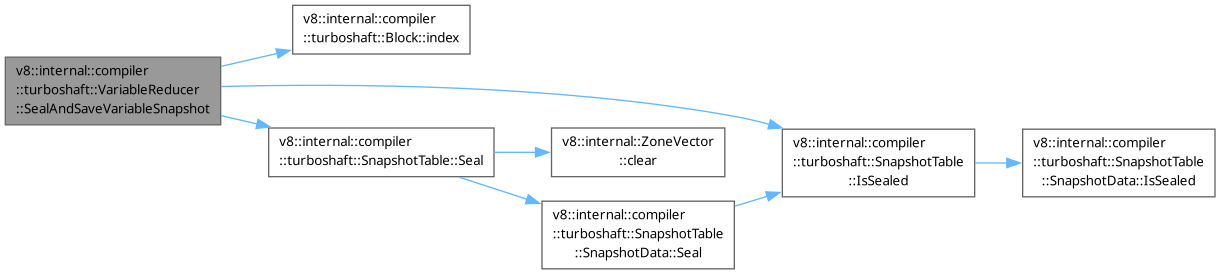 v8::internal::compiler
::turboshaft::VariableReducer
::SealAndSaveVariableSnapshot
v8::internal::compiler
::turboshaft::Block::index
v8::internal::compiler
::turboshaft::SnapshotTable::Seal
v8::internal::ZoneVector
::clear
v8::internal::compiler
::turboshaft::SnapshotTable
::SnapshotData::Seal
v8::internal::compiler
::turboshaft::SnapshotTable
::IsSealed
v8::internal::compiler
::turboshaft::SnapshotTable
::SnapshotData::IsSealed